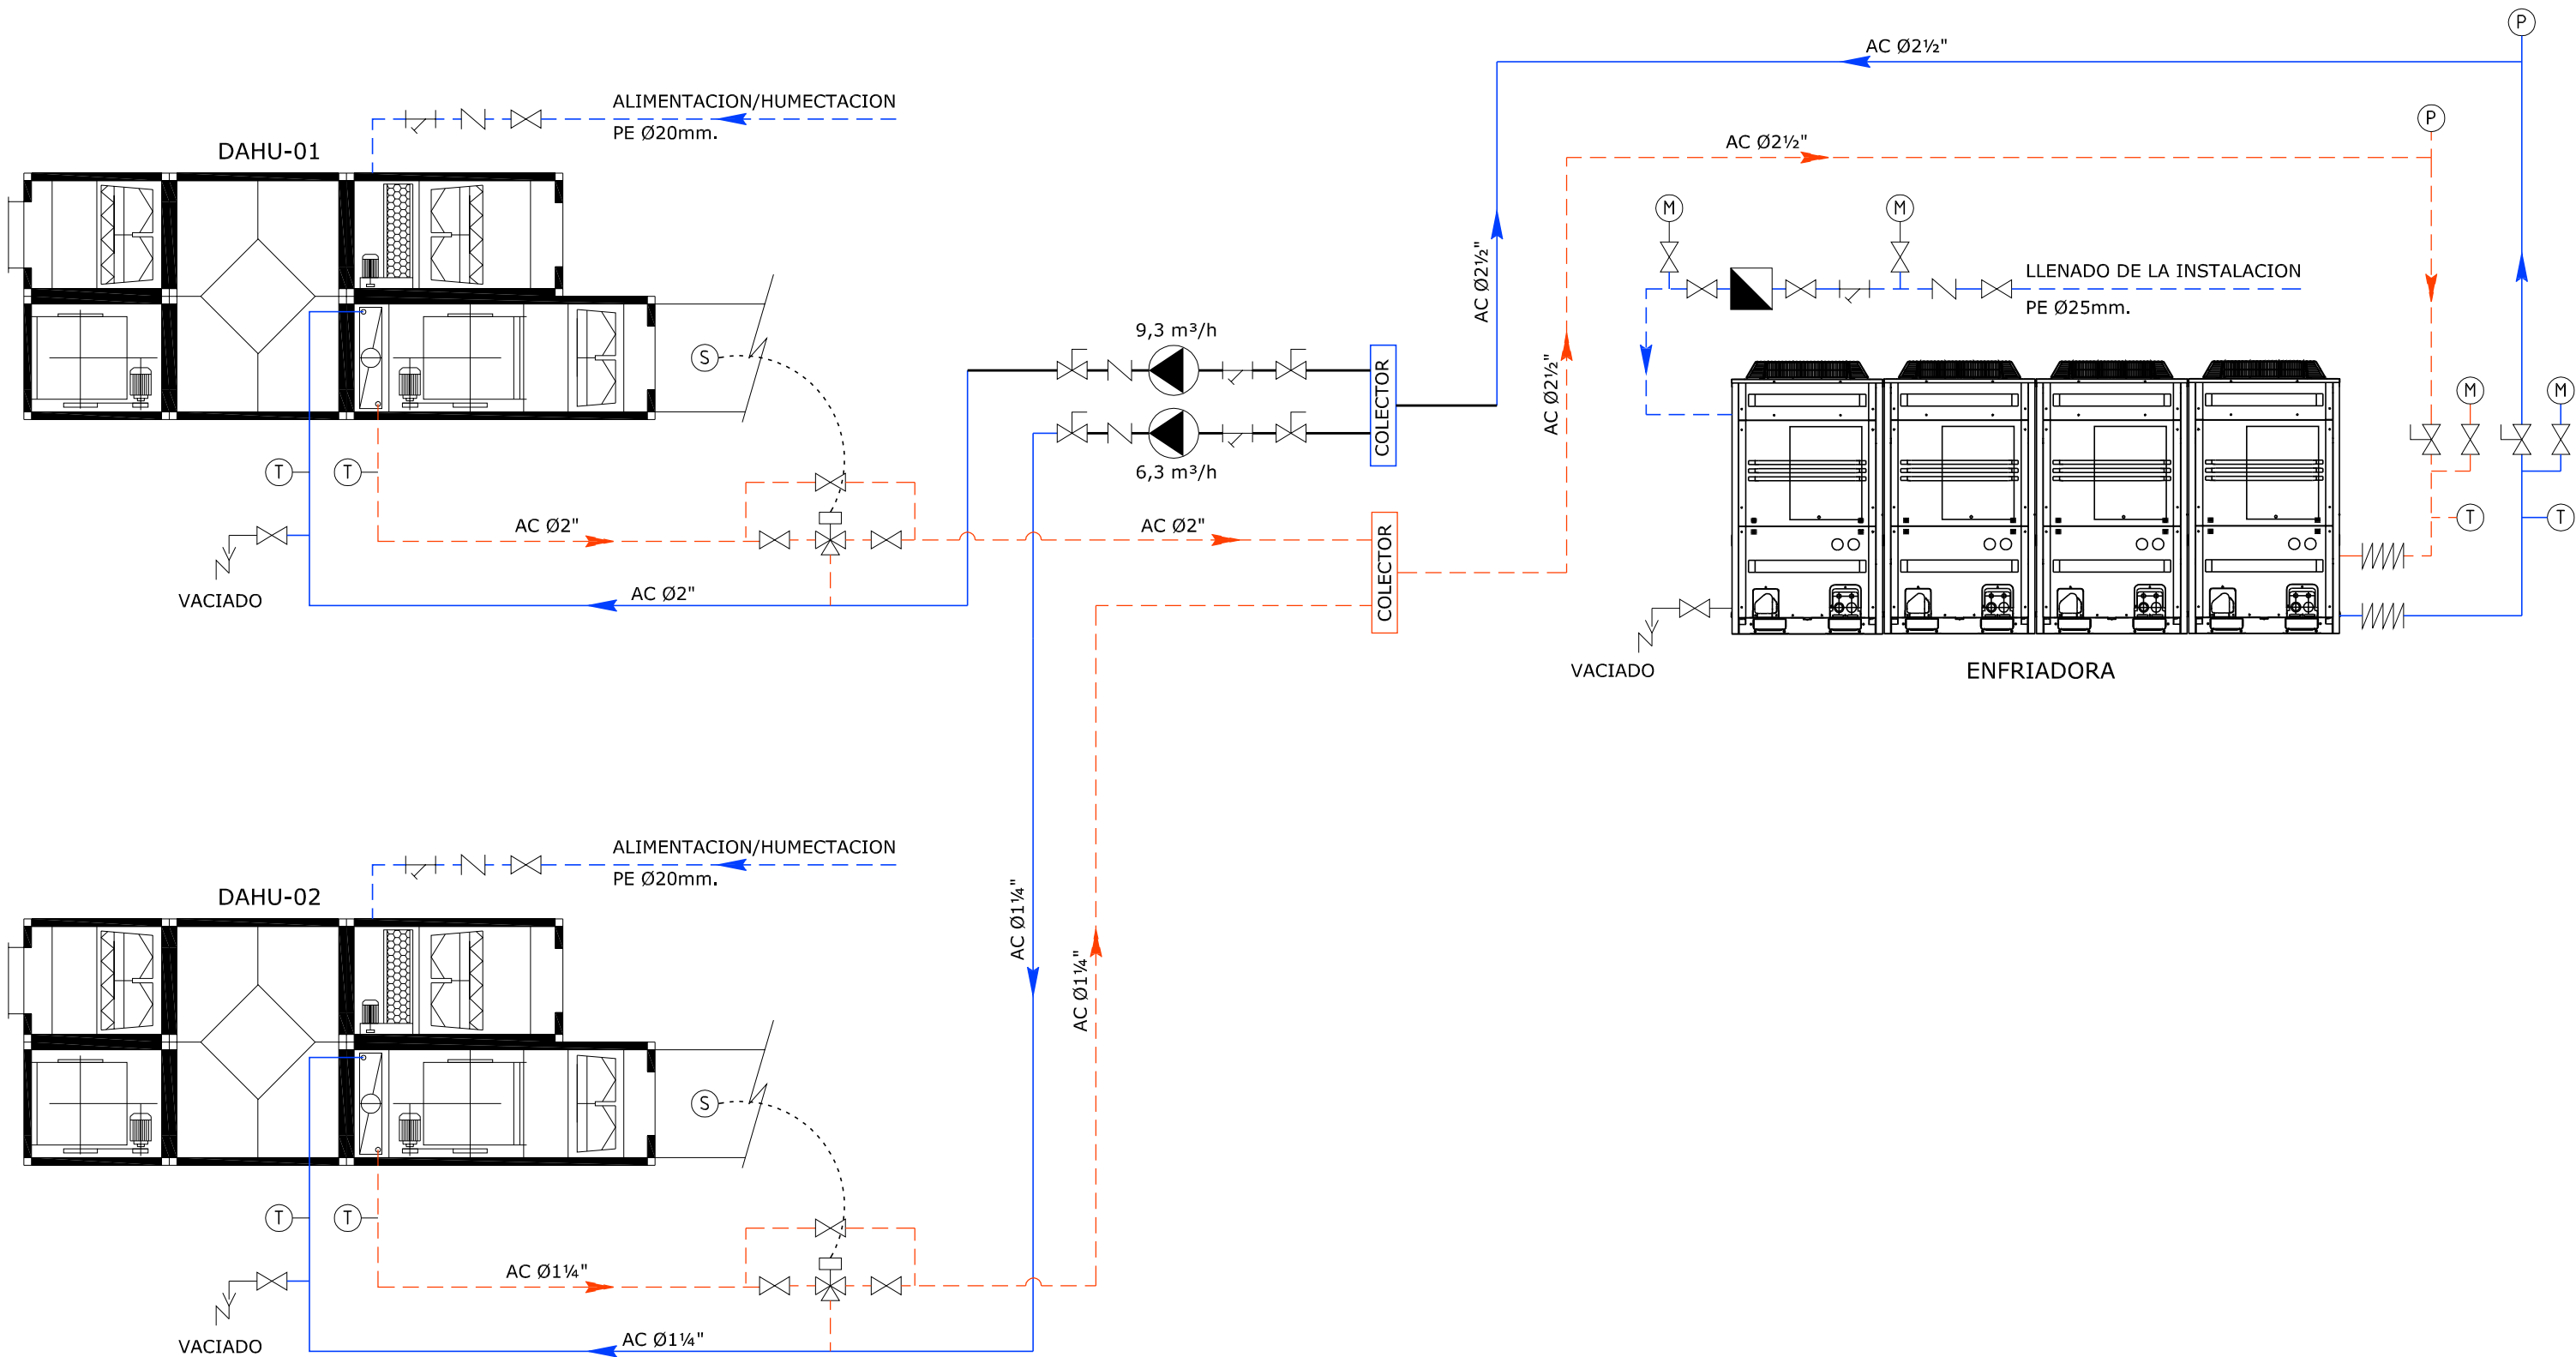 P
AC Ø2½"
ALIMENTACION/HUMECTACION
PE Ø20mm.
DAHU-01
P
AC Ø2½"
M
M
AC Ø2½"
LLENADO DE LA INSTALACION
PE Ø25mm.
S
9,3 m³/h
6,3 m³/h
COLECTOR
AC Ø2½"
M
M
T
T
AC Ø2"
AC Ø2"
COLECTOR
T
T
VACIADO
AC Ø2"
VACIADO
ENFRIADORA
ALIMENTACION/HUMECTACION
PE Ø20mm.
DAHU-02
AC Ø1¼"
AC Ø1¼"
S
T
T
AC Ø1¼"
VACIADO
AC Ø1¼"